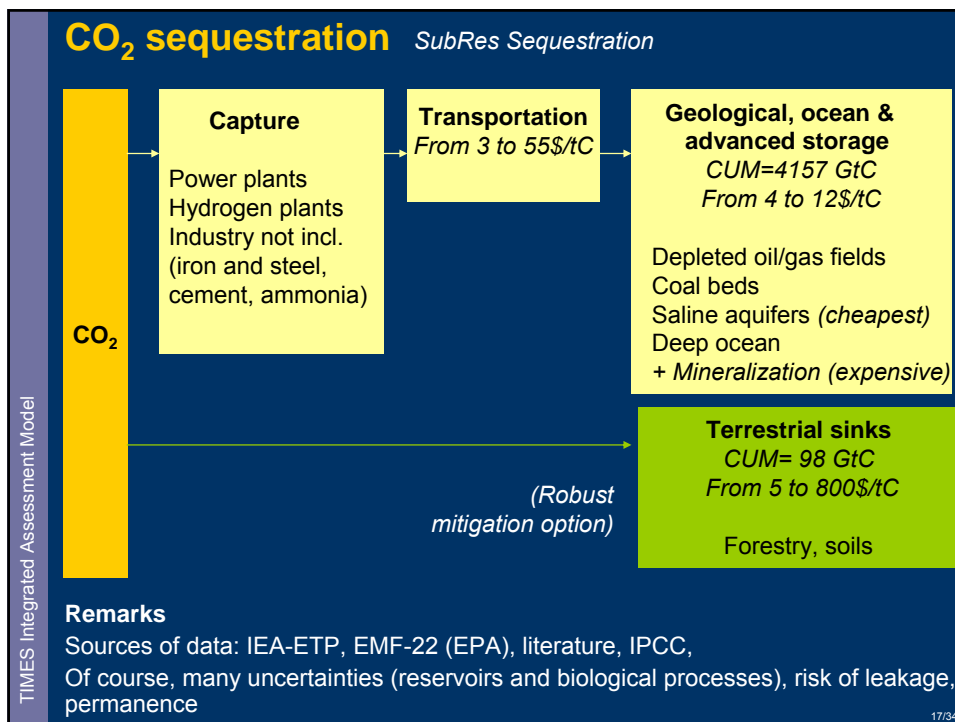 CO₂ sequestration SubRes Sequestration
CO₂
Capture
Power plants
Hydrogen plants
Industry not incl.
(iron and steel,
cement, ammonia)
Transportation
From 3 to 55$/tC
Geological, ocean &
advanced storage
CUM=4157 GtC
From 4 to 12$/tC
Depleted oil/gas fields
Coal beds
Saline aquifers (cheapest)
Deep ocean
+ Mineralization (expensive)
Terrestrial sinks
CUM= 98 GtC
From 5 to 800$/tC
Forestry, soils
(Robust
mitigation option)
TIMES Integrated Assessment Model
Remarks
Sources of data: IEA-ETP, EMF-22 (EPA), literature, IPCC,
Of course, many uncertainties (reservoirs and biological processes), risk of leakage,
permanence
17/34